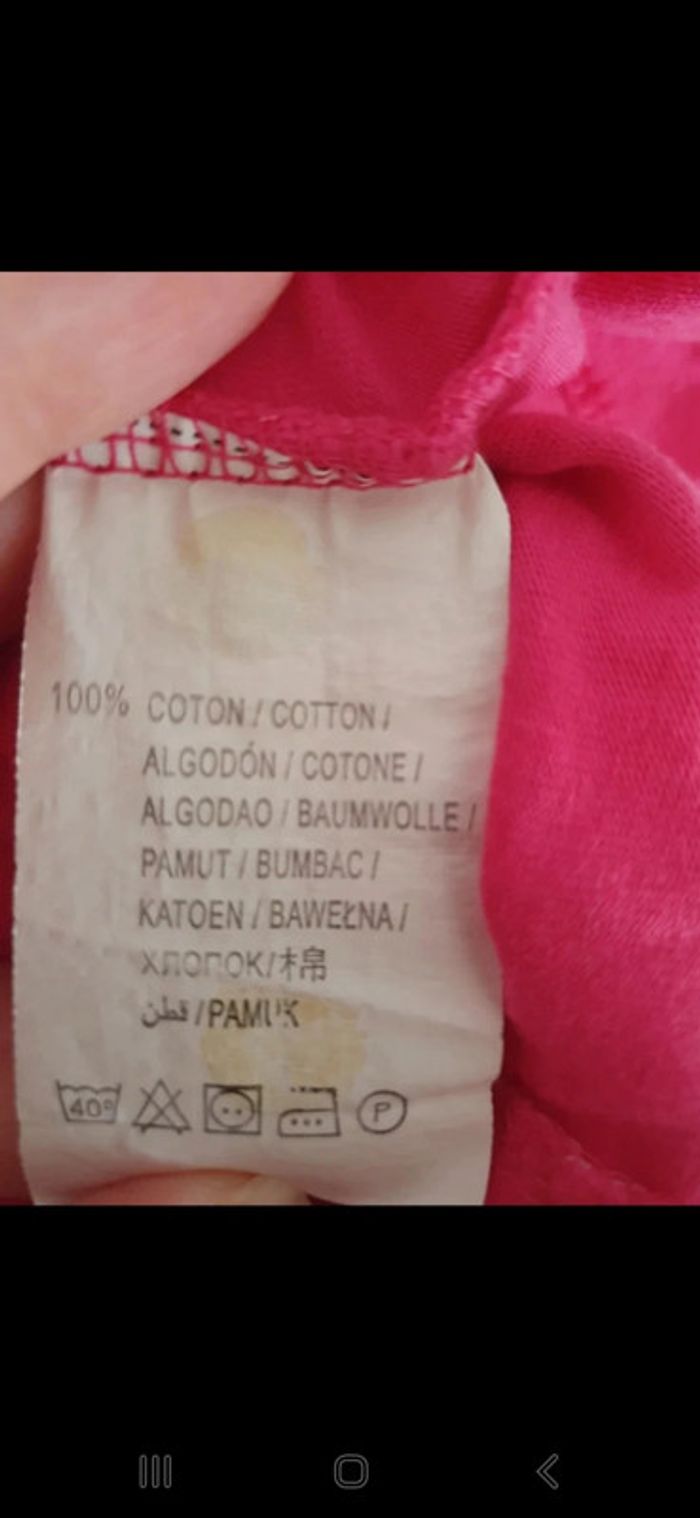 100% COTON / COTTON /
ALGODÓN / COTONE /
ALGODAO / BAUMWOLLE /
PAMUT / BUMBAC /
KATOEN / BAWEŁNA /
хлопок/棉
قطن /PAMUK
40°
P